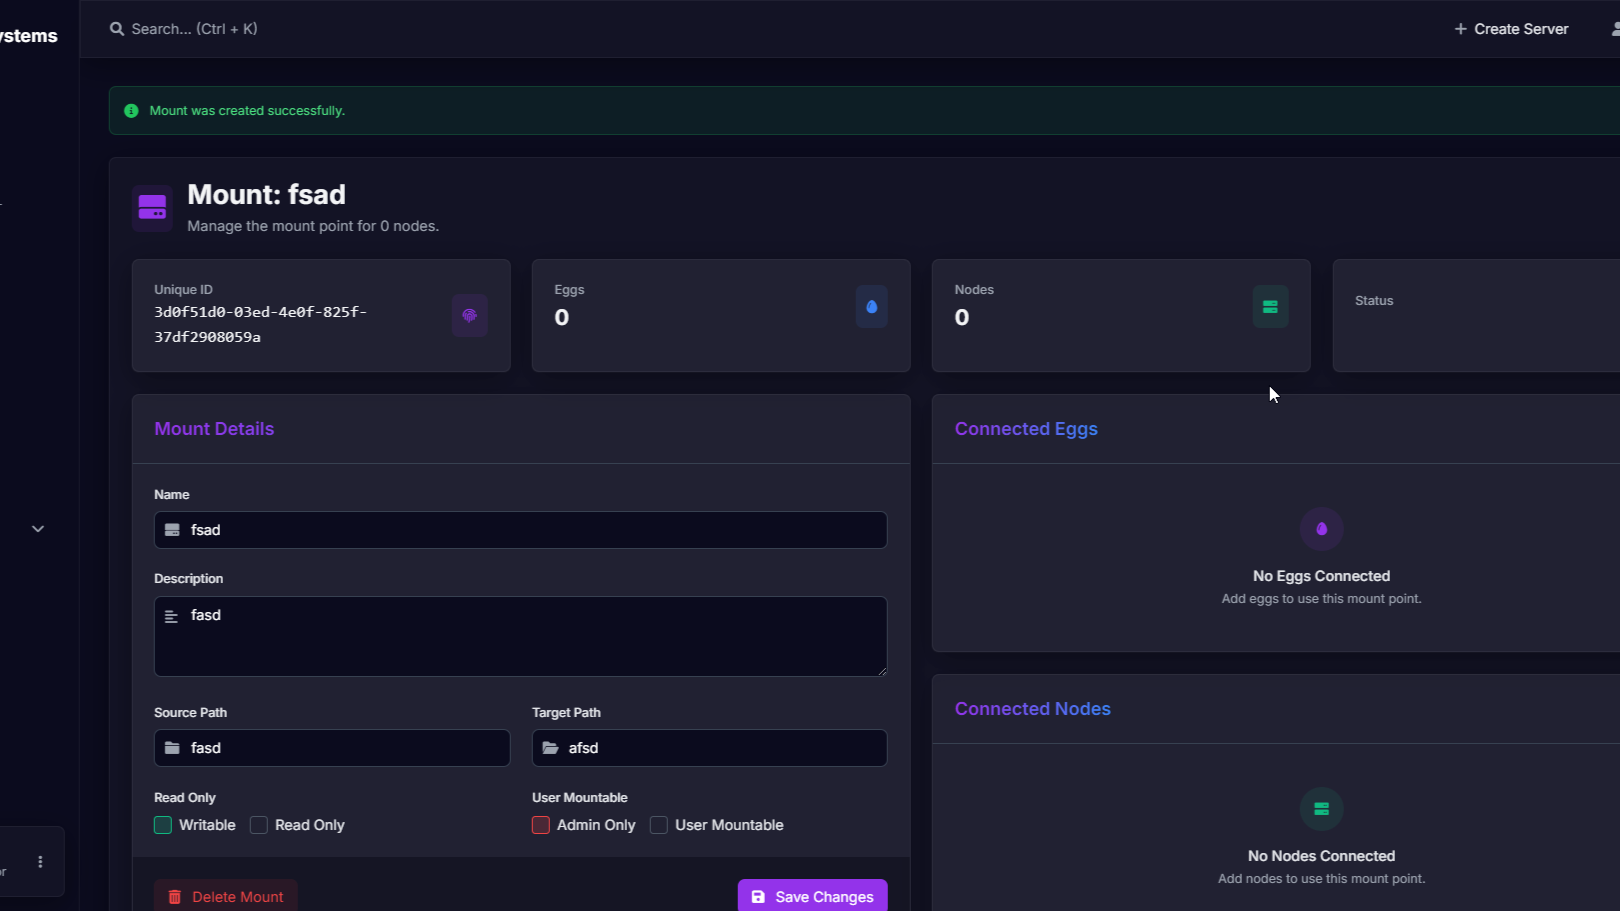 ystems
Search... (Ctrl + K)
Create Server
Mount was created successfully.
Mount: fsad
Manage the mount point for 0 nodes.
Unique ID
3d0f51d0-03ed-4e0f-825f-
37df2908059a
Eggs
0
Nodes
0
Status
Mount Details
Name
fsad
Description
fasd
Source Path
fasd
Target Path
afsd
Read Only
Writable
Read Only
User Mountable
Admin Only
User Mountable
Delete Mount
Save Changes
Connected Eggs
No Eggs Connected
Add eggs to use this mount point.
Connected Nodes
No Nodes Connected
Add nodes to use this mount point.
or